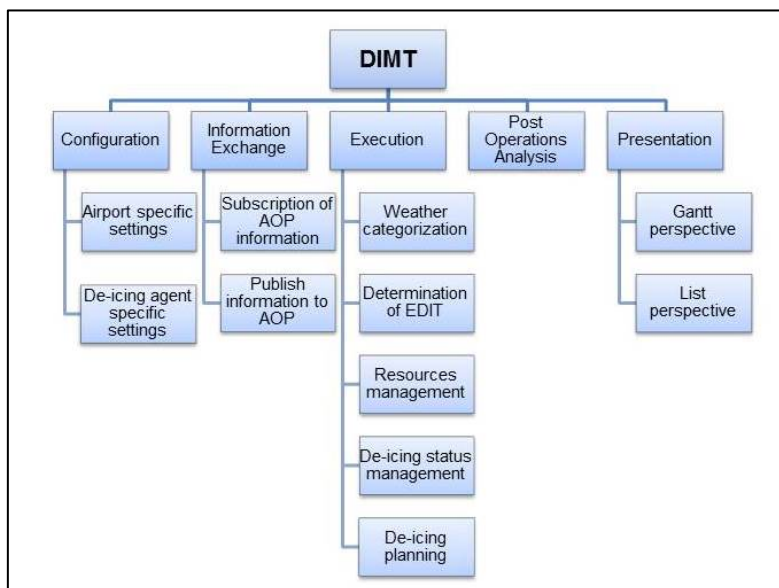 DIMT
Configuration
Information
Exchange
Execution
Post
Operations
Analysis
Presentation
Airport specific
settings
De-icing agent
specific
settings
Subscription of
AOP
information
Publish
information to
AOP
Weather
categorization
Determination
of EDIT
Resources
management
De-icing status
management
De-icing
planning
Gantt
perspective
List
perspective